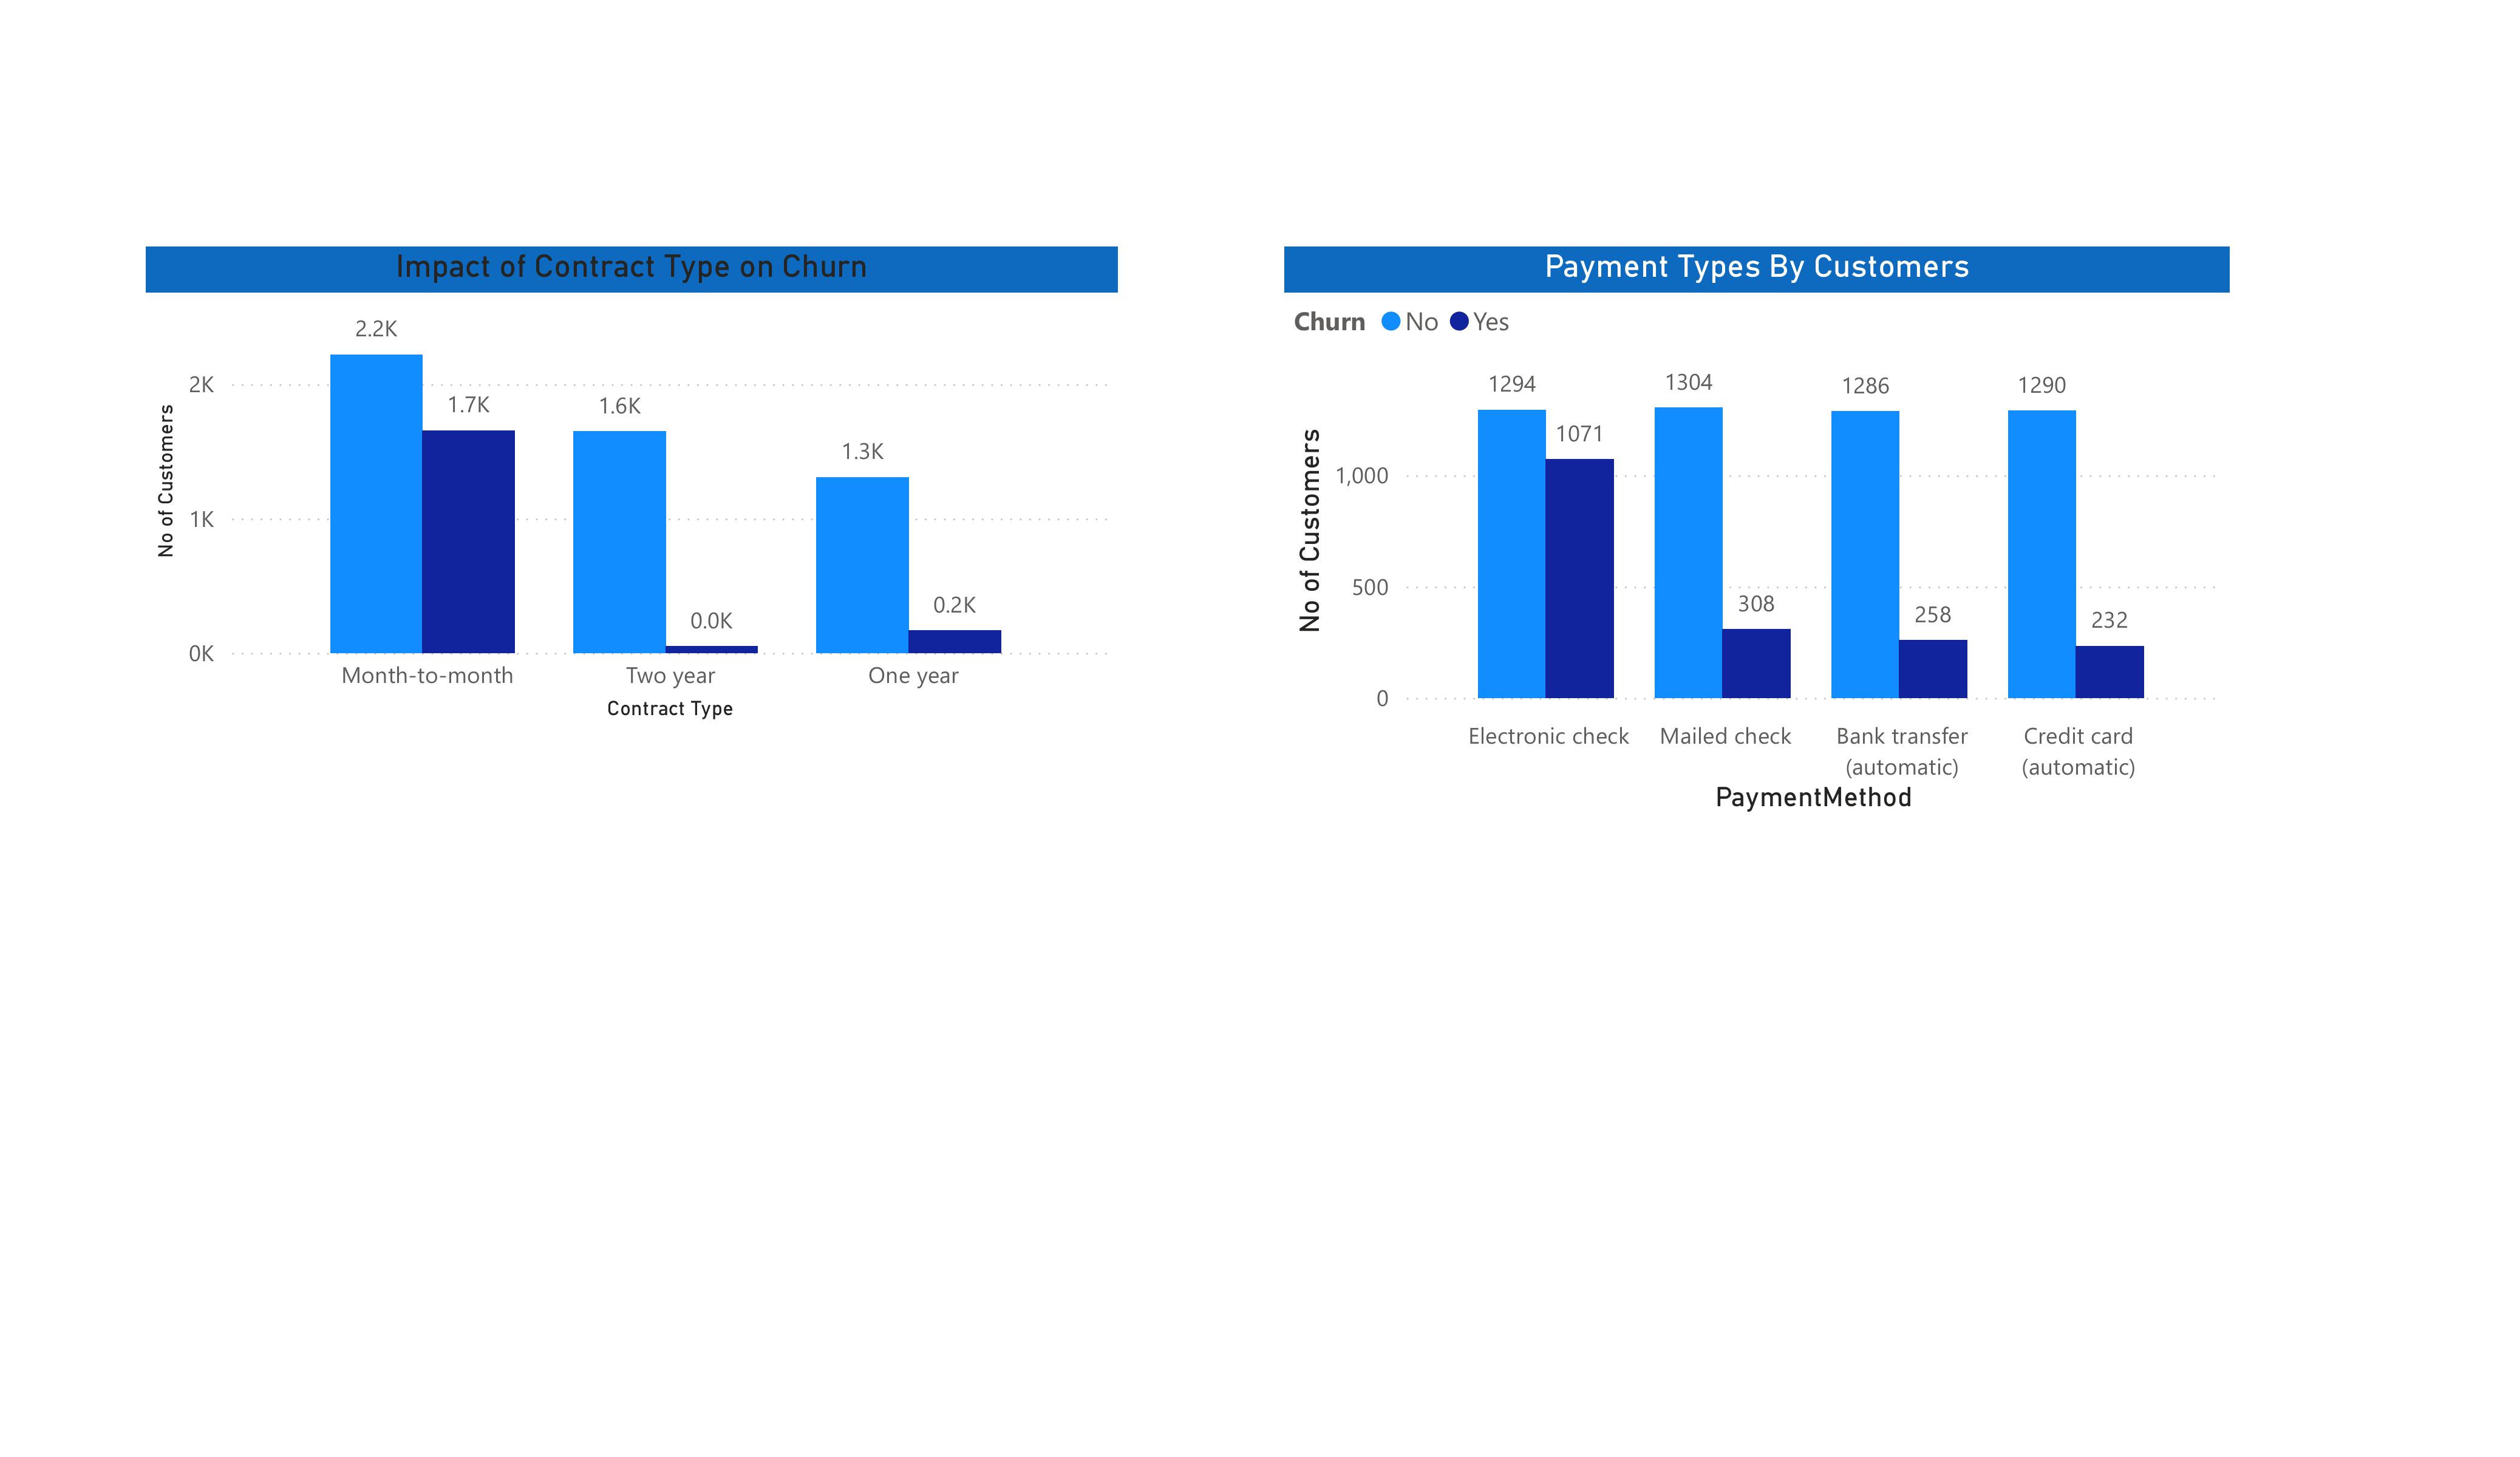 Impact of Contract Type on Churn
2.2K
2K
1.7K
1.6K
1.3K
1K
0.2K
0.0K
0K
No of Customers
Month-to-month
Two year
One year
Contract Type
Payment Types By Customers
Churn No Yes
1294
1304
1286
1290
1071
1,000
500
308
258
232
0
No of Customers
Electronic check
Mailed check
Bank transfer
(automatic)
Credit card
(automatic)
PaymentMethod